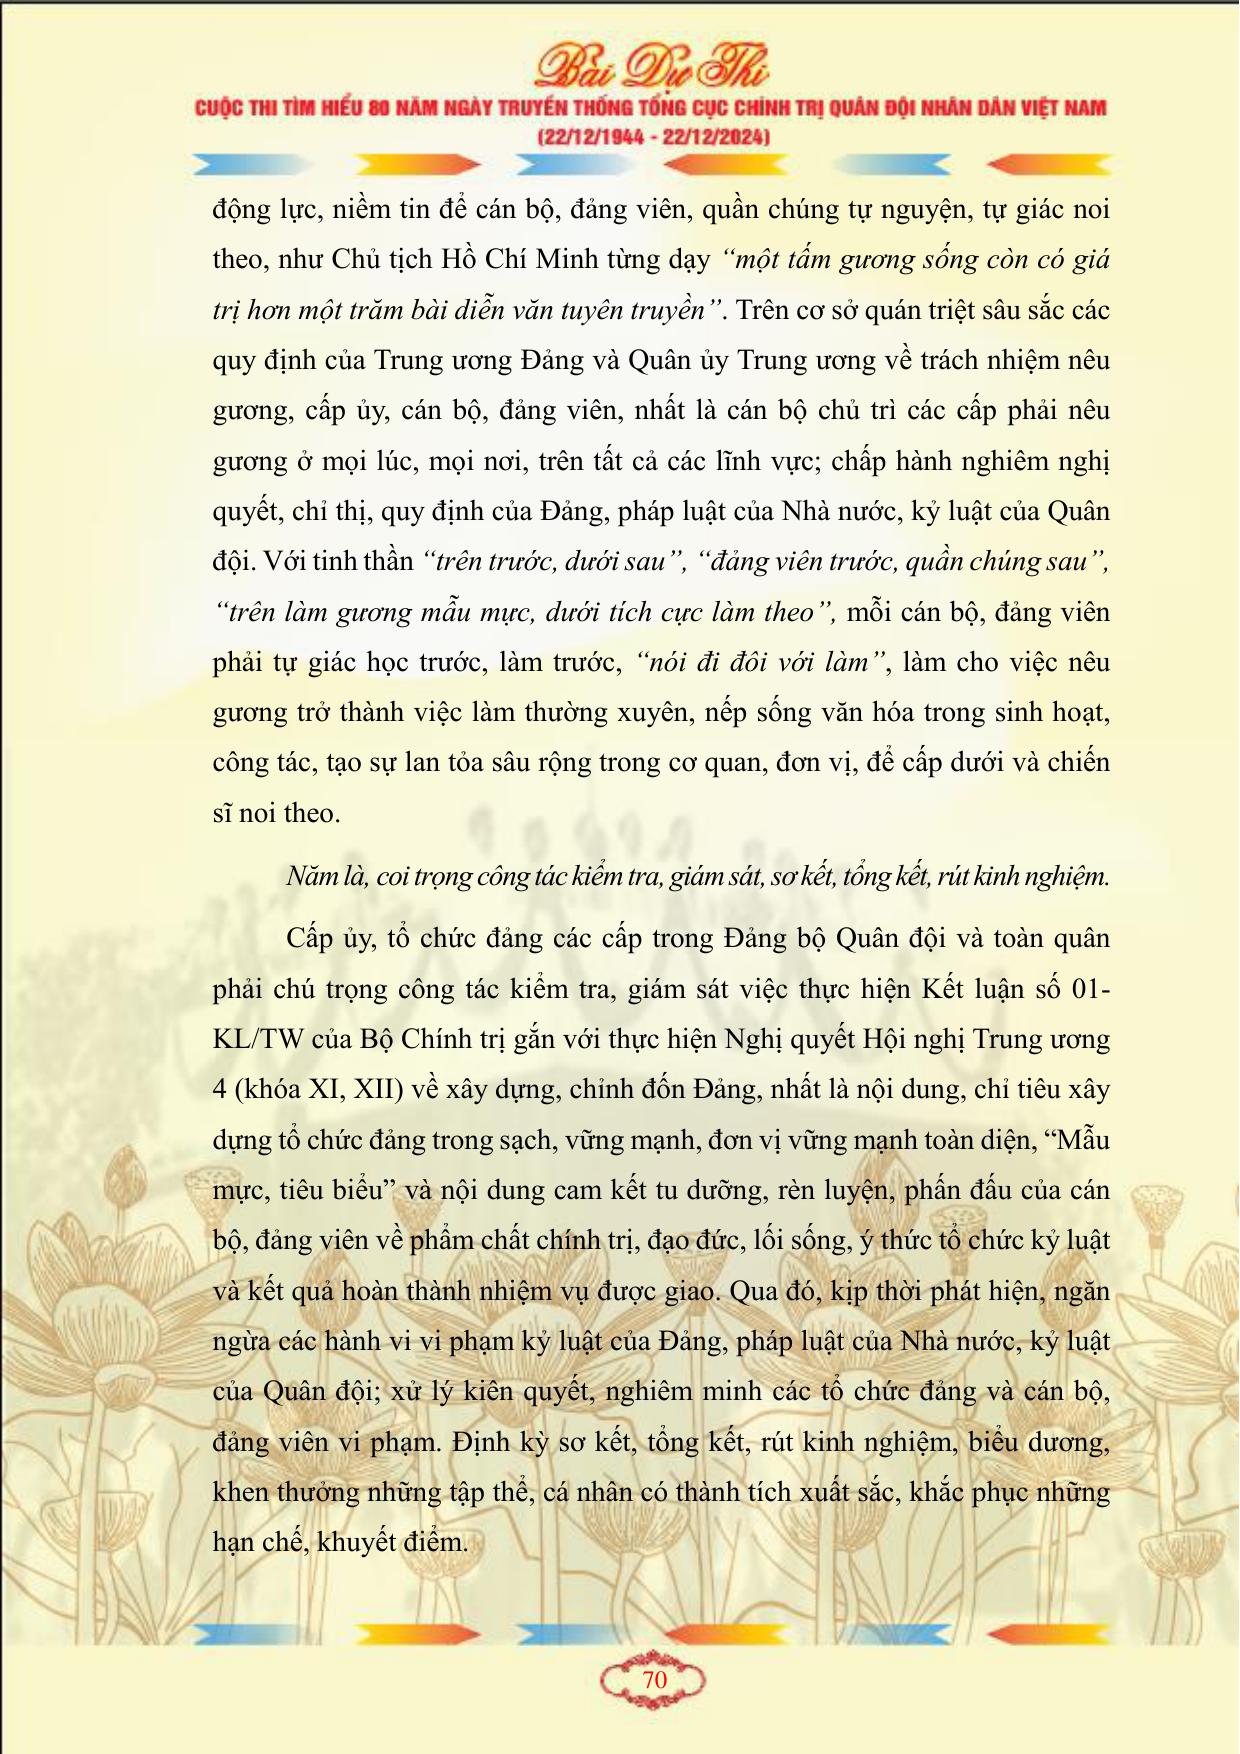 Bài Dự Thi
CUỘC THI TÌM HIỂU 80 NĂM NGÀY TRUYỀN THỐNG TỔNG CỤC CHÍNH TRỊ QUÂN ĐỘI NHÂN DÂN VIỆT NAM
(22/12/1944 - 22/12/2024)
động lực, niềm tin để cán bộ, đảng viên, quần chúng tự nguyện, tự giác noi
theo, như Chủ tịch Hồ Chí Minh từng dạy “một tấm gương sống còn có giá
trị hơn một trăm bài diễn văn tuyên truyền”. Trên cơ sở quán triệt sâu sắc các
quy định của Trung ương Đảng và Quân ủy Trung ương về trách nhiệm nêu
gương, cấp ủy, cán bộ, đảng viên, nhất là cán bộ chủ trì các cấp phải nêu
gương ở mọi lúc, mọi nơi, trên tất cả các lĩnh vực; chấp hành nghiêm nghị
quyết, chỉ thị, quy định của Đảng, pháp luật của Nhà nước, kỷ luật của Quân
đội. Với tinh thần “trên trước, dưới sau”, “đảng viên trước, quần chúng sau”,
“trên làm gương mẫu mực, dưới tích cực làm theo”, mỗi cán bộ, đảng viên
phải tự giác học trước, làm trước, “nói đi đôi với làm”, làm cho việc nêu
gương trở thành việc làm thường xuyên, nếp sống văn hóa trong sinh hoạt,
công tác, tạo sự lan tỏa sâu rộng trong cơ quan, đơn vị, để cấp dưới và chiến
sĩ noi theo.
Năm là, coi trọng công tác kiểm tra, giám sát, sơ kết, tổng kết, rút kinh nghiệm.
Cấp ủy, tổ chức đảng các cấp trong Đảng bộ Quân đội và toàn quân
phải chú trọng công tác kiểm tra, giám sát việc thực hiện Kết luận số 01-
KL/TW của Bộ Chính trị gắn với thực hiện Nghị quyết Hội nghị Trung ương
4 (khóa XI, XII) về xây dựng, chỉnh đốn Đảng, nhất là nội dung, chỉ tiêu xây
dựng tổ chức đảng trong sạch, vững mạnh, đơn vị vững mạnh toàn diện, “Mẫu
mực, tiêu biểu” và nội dung cam kết tu dưỡng, rèn luyện, phấn đấu của cán
bộ, đảng viên về phẩm chất chính trị, đạo đức, lối sống, ý thức tổ chức kỷ luật
và kết quả hoàn thành nhiệm vụ được giao. Qua đó, kịp thời phát hiện, ngăn
ngừa các hành vi vi phạm kỷ luật của Đảng, pháp luật của Nhà nước, kỷ luật
của Quân đội; xử lý kiên quyết, nghiêm minh các tổ chức đảng và cán bộ,
đảng viên vi phạm. Định kỳ sơ kết, tổng kết, rút kinh nghiệm, biểu dương,
khen thưởng những tập thể, cá nhân có thành tích xuất sắc, khắc phục những
hạn chế, khuyết điểm.
70